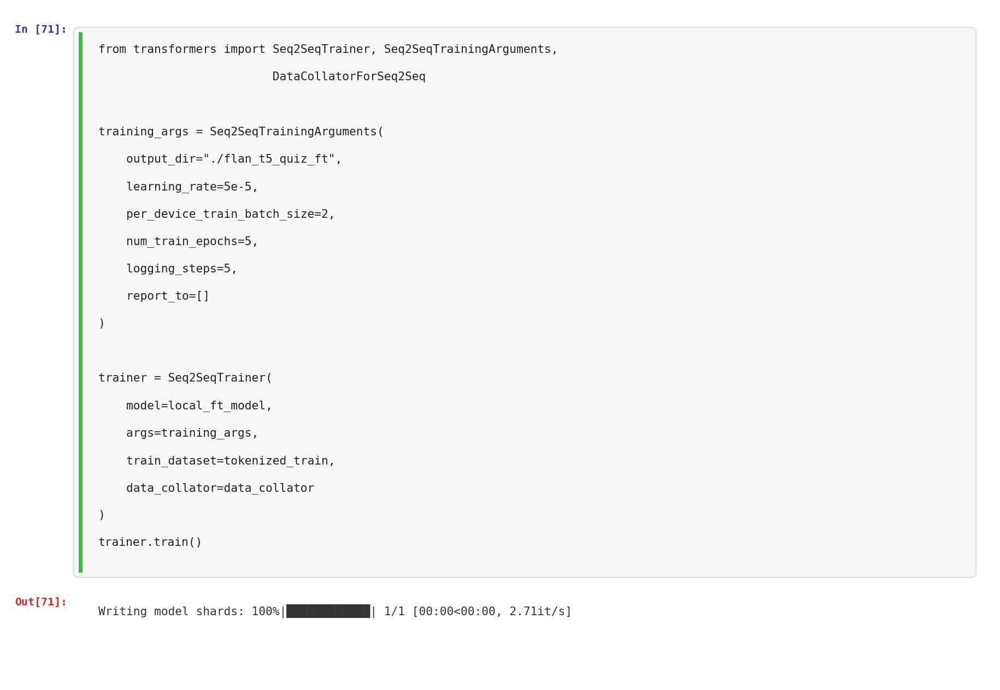 In [71]:
from transformers import Seq2SeqTrainer, Seq2SeqTrainingArguments,
                         DataCollatorForSeq2Seq

training_args = Seq2SeqTrainingArguments(
    output_dir="./flan_t5_quiz_ft",
    learning_rate=5e-5,
    per_device_train_batch_size=2,
    num_train_epochs=5,
    logging_steps=5,
    report_to=[]
)

trainer = Seq2SeqTrainer(
    model=local_ft_model,
    args=training_args,
    train_dataset=tokenized_train,
    data_collator=data_collator
)
trainer.train()
Out[71]:
Writing model shards: 100%|████████████| 1/1 [00:00<00:00, 2.71it/s]